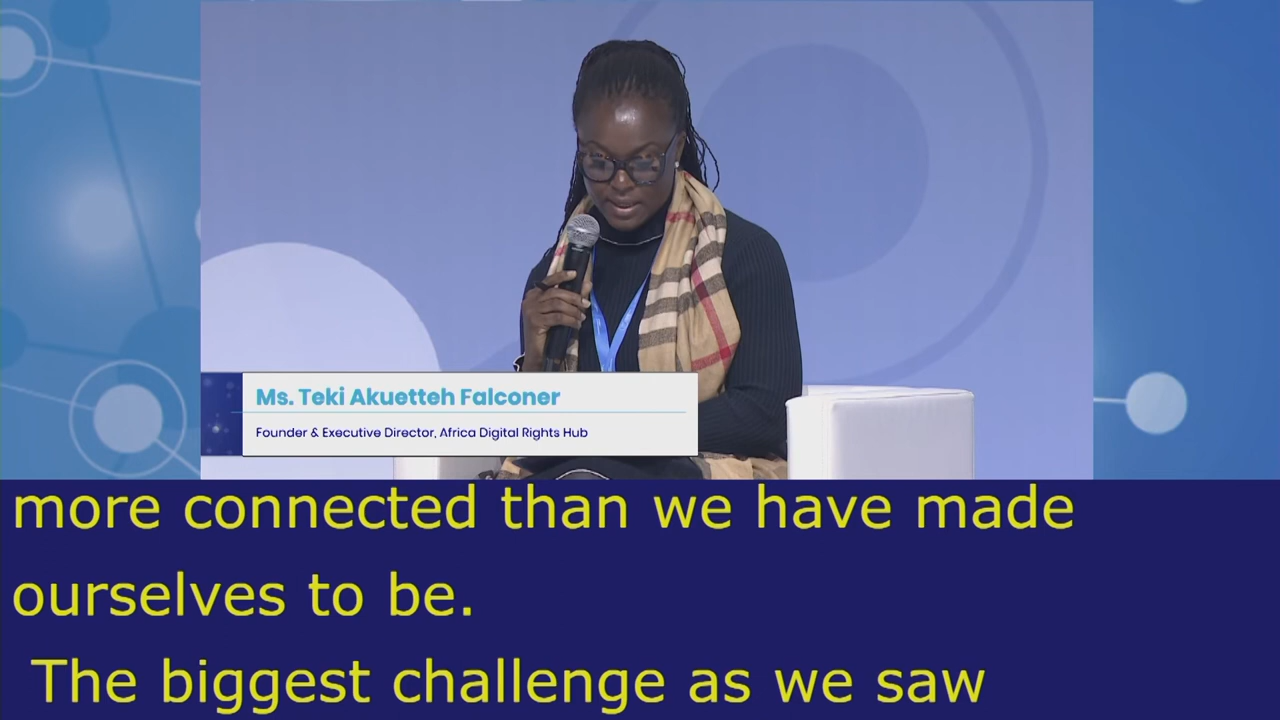 Ms. Teki Akuetteh Falconer
Founder & Executive Director, Africa Digital Rights Hub
more connected than we have made
ourselves to be.
The biggest challenge as we saw